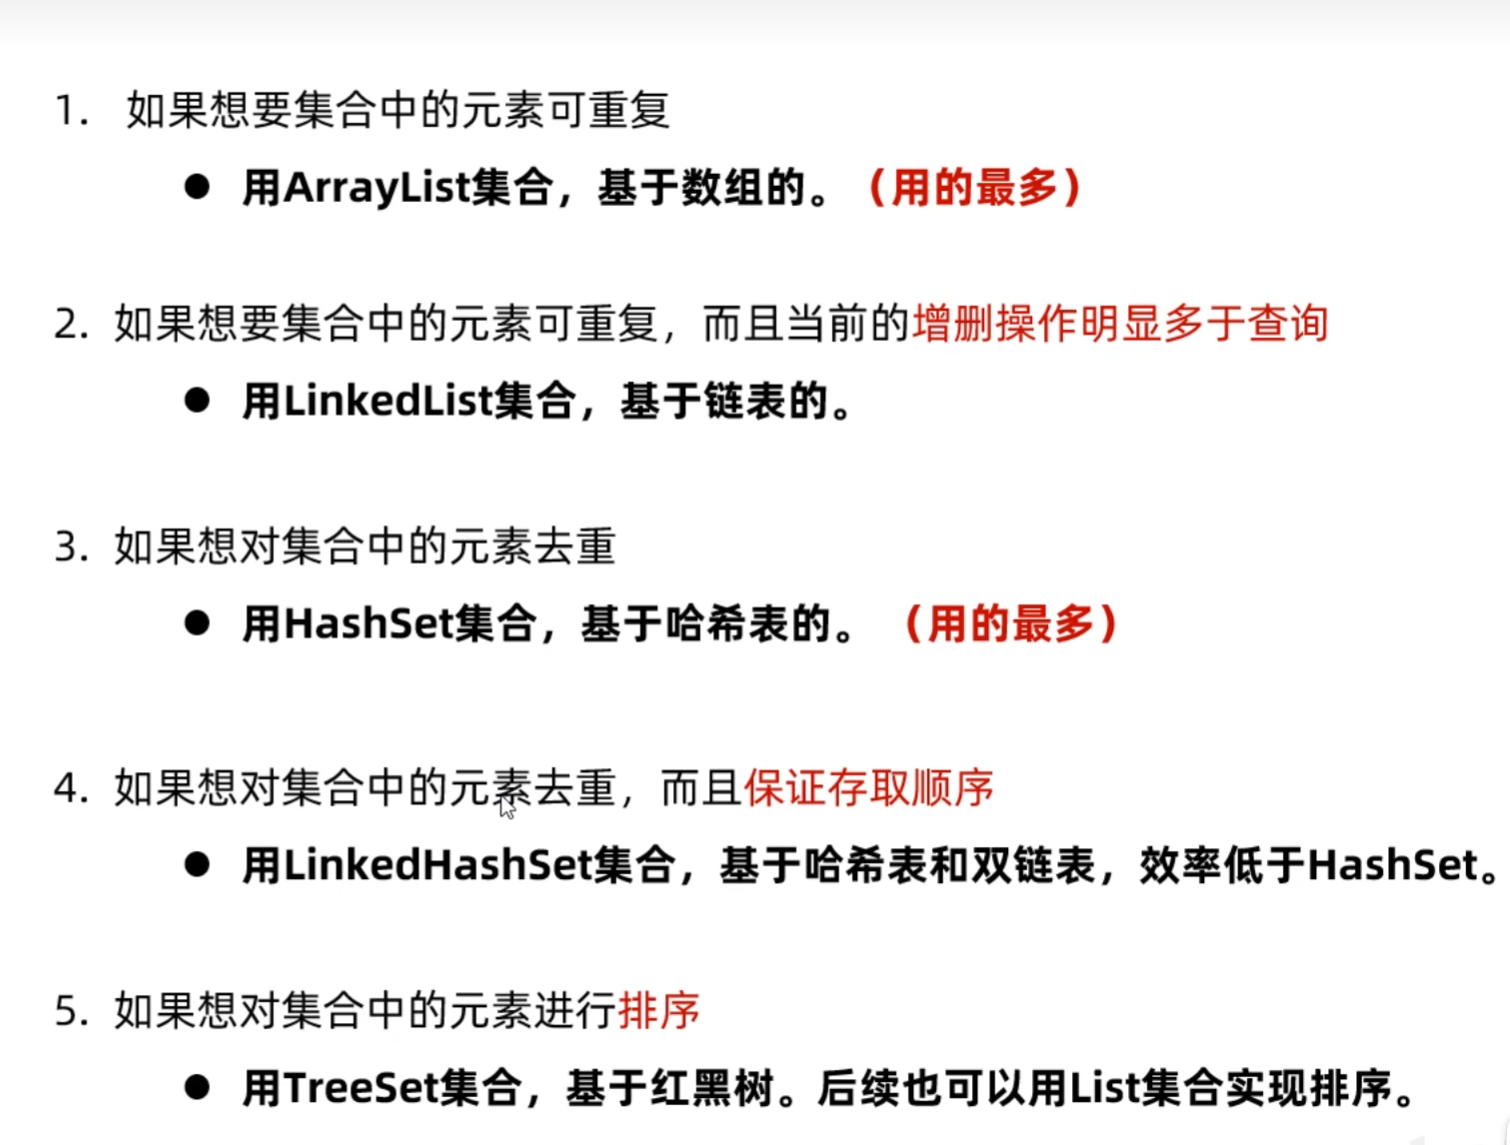 1. 如果想要集合中的元素可重复
● 用ArrayList集合，基于数组的。（用的最多）
2. 如果想要集合中的元素可重复，而且当前的增删操作明显多于查询
● 用LinkedList集合，基于链表的。
3. 如果想对集合中的元素去重
● 用HashSet集合，基于哈希表的。（用的最多）
4. 如果想对集合中的元素去重，而且保证存取顺序
● 用LinkedHashSet集合，基于哈希表和双链表，效率低于HashSet。
5. 如果想对集合中的元素进行排序
● 用TreeSet集合，基于红黑树。后续也可以用List集合实现排序。